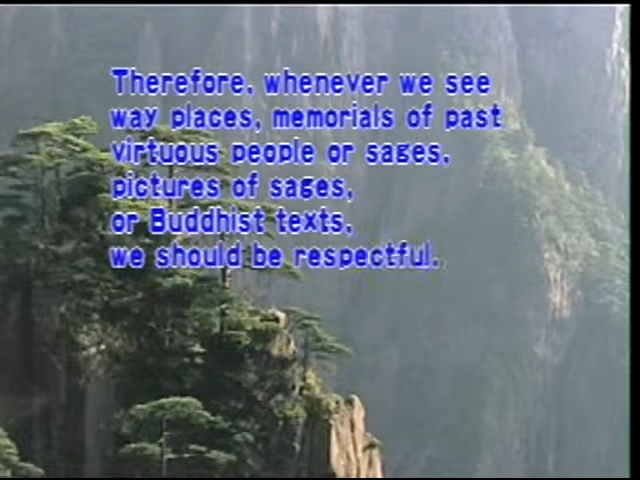 Therefore, whenever we see
way places, memorials of past
virtuous people or sages,
pictures of sages,
or Buddhist texts,
we should be respectful.